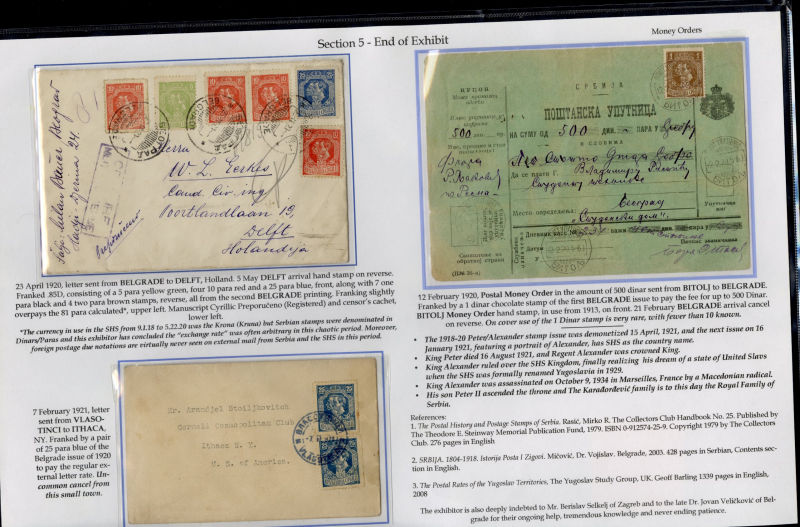 Section 5 - End of Exhibit
Money Orders
Herrn
W. L. Gerkes
Cand. Civ. ing
Voortlandlaan 13,
Delft
Holandija
23 April 1920, letter sent from BELGRADE to DELFT, Holland. 5 May DELFT arrival hand stamp on reverse.
Franked .85D, consisting of a 5 para yellow green, four 10 para red and a 25 para blue, front, along with 7 one
para black and 4 two para brown stamps, reverse, all from the second BELGRADE printing. Franking slightly
overpays the 81 para calculated*, upper left. Manuscript Cyrillic Preporučeno (Registered) and censor's cachet,
lower left.
*The currency in use in the SHS from 9.I.18 to 5.22.20 was the Krona (Kruna) but Serbian stamps were denominated in
Dinars/Paras and this exhibitor has concluded the "exchange rate" was often arbitrary in this chaotic period. Moreover,
foreign postage due notations are virtually never seen on external mail from Serbia and the SHS in this period.
7 February 1921, letter
sent from VLASO-
TINCI to ITHACA,
NY. Franked by a pair
of 25 para blue of the
Belgrade issue of 1920
to pay the regular ex-
ternal letter rate. Un-
common cancel from
this small town.
Mr. Arandjel Stoiljkovitch
Cornell Cosmopolitan Club
Ithaca N. Y.
U. S. of America.
СРБИЈА
ПОШТАНСКА УПУТНИЦА
НА СУМУ ОД 500 ДИН. ПАРА У
СЛОВИМА
500 дин.
Да се плати Г.
Београд
Место определења: „Студенски дом“
12 February 1920, Postal Money Order in the amount of 500 dinar sent from BITOLJ to BELGRADE.
Franked by a 1 dinar chocolate stamp of the first BELGRADE issue to pay the fee for up to 500 Dinar.
BITOLJ Money Order hand stamp, in use from 1913, on front. 21 February BELGRADE arrival cancel
on reverse. On cover use of the 1 Dinar stamp is very rare, with fewer than 10 known.
• The 1918-20 Peter/Alexander stamp issue was demonetized 15 April, 1921, and the next issue on 16
January 1921, featuring a portrait of Alexander, has SHS as the country name.
• King Peter died 16 August 1921, and Regent Alexander was crowned King.
• King Alexander ruled over the SHS Kingdom, finally realizing his dream of a state of United Slavs
when the SHS was formally renamed Yugoslavia in 1929.
• King Alexander was assassinated on October 9, 1934 in Marseilles, France by a Macedonian radical.
• His son Peter II ascended the throne and the Karađorđević family is to this day the Royal Family of
Serbia.
References:
1. The Postal History and Postage Stamps of Serbia. Rasić, Mirko R. The Collectors Club Handbook No. 25. Published by
The Theodore E. Steinway Memorial Publication Fund, 1979. ISBN 0-912574-25-9. Copyright 1979 by The Collectors
Club. 276 pages in English
2. SRBIJA. 1804-1918. Istorija Posta I Zigovi. Mičović, Dr. Vojislav. Belgrade, 2003. 428 pages in Serbian, Contents sec-
tion in English.
3. The Postal Rates of the Yugoslav Territories, The Yugoslav Study Group, UK. Geoff Barling 1339 pages in English,
2008
The exhibitor is also deeply indebted to Mr. Berislav Selkelj of Zagreb and to the late Dr. Jovan Veličković of Bel-
grade for their ongoing help, tremendous knowledge and never ending patience.